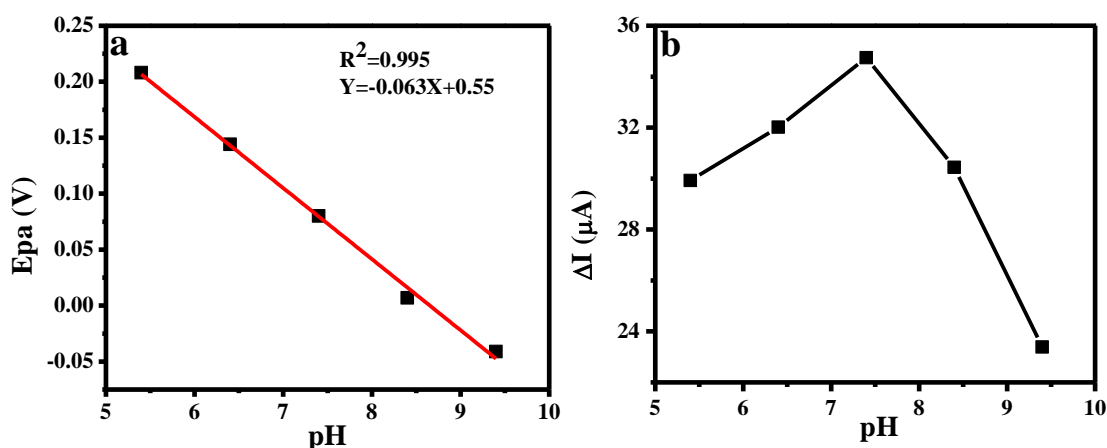 a
R²=0.995
Y=-0.063X+0.55
0.25
0.20
0.15
0.10
0.05
0.00
-0.05
Epa (V)
5 6 7 8 9 10
pH
b
36
32
28
24
ΔI (μA)
5 6 7 8 9 10
pH